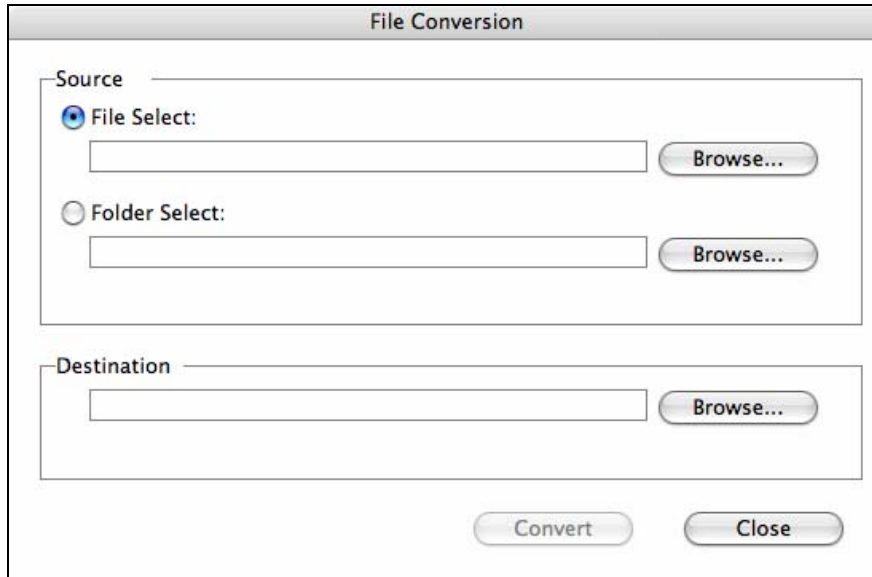 File Conversion
Source
File Select:
Browse...
Folder Select:
Browse...
Destination
Browse...
Convert
Close